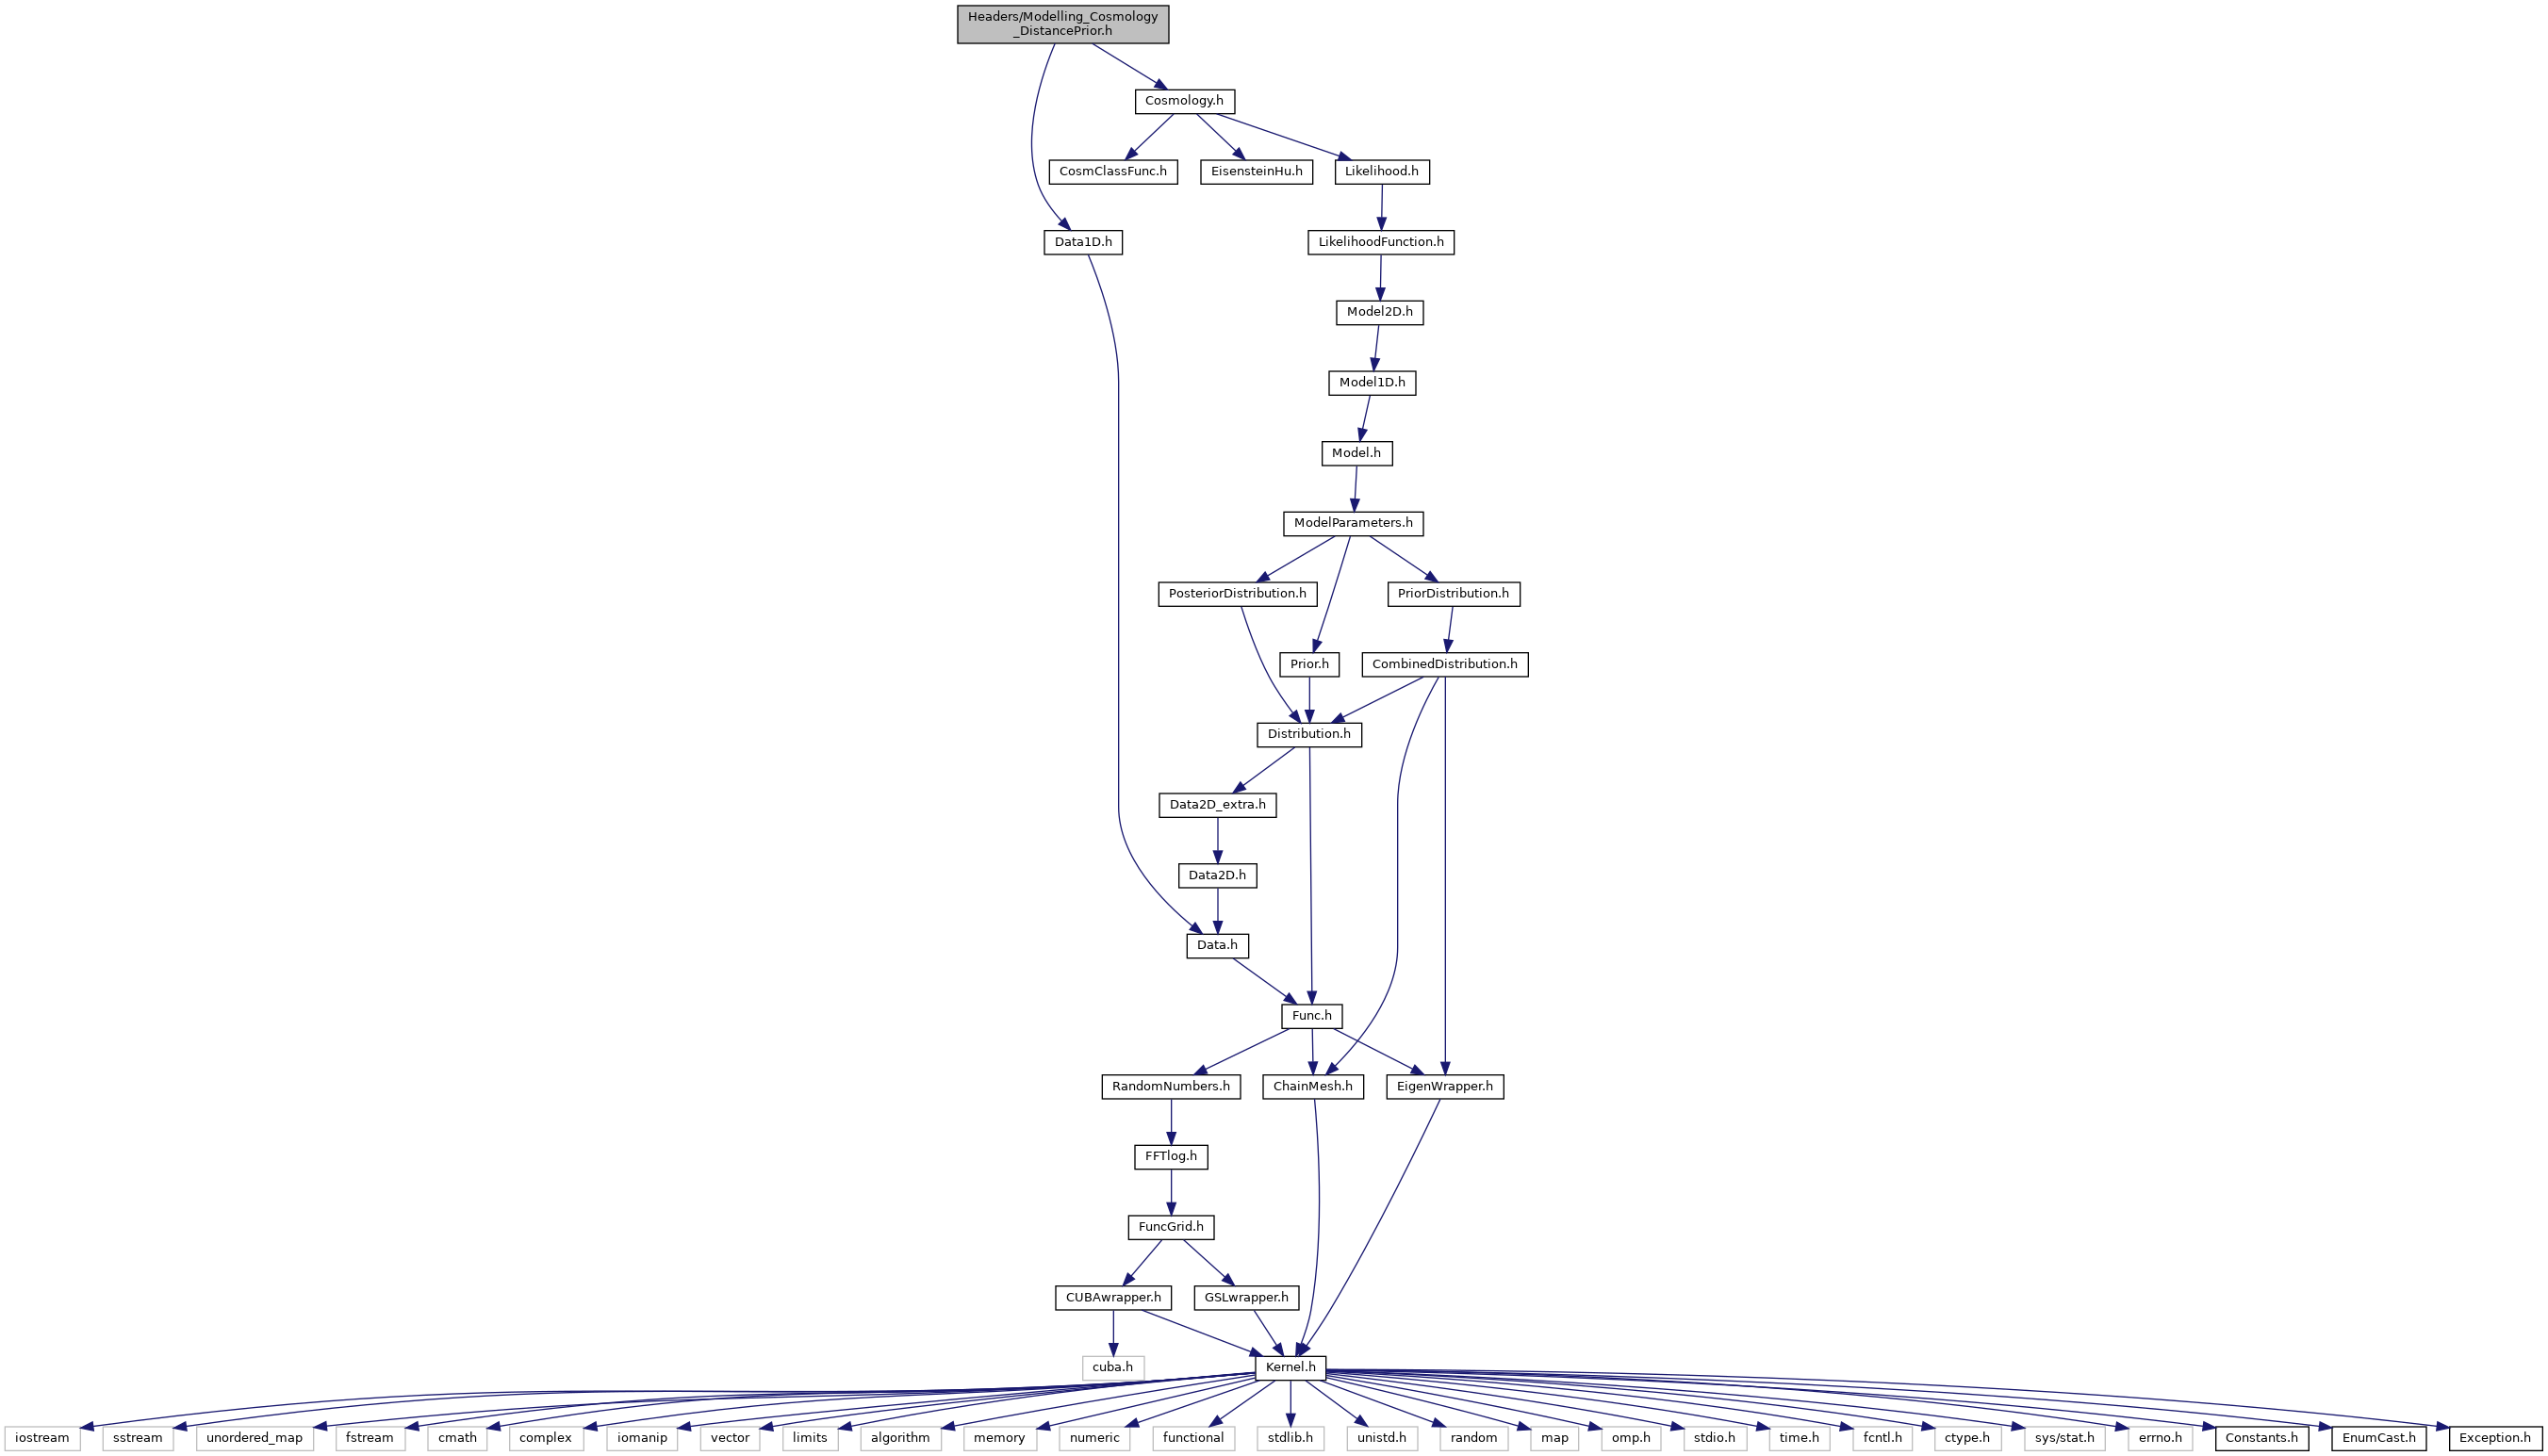 Headers/Modelling_Cosmology
_DistancePrior.h
Cosmology.h
CosmClassFunc.h
EisensteinHu.h
Likelihood.h
Data1D.h
LikelihoodFunction.h
Model2D.h
Model1D.h
Model.h
ModelParameters.h
PosteriorDistribution.h
PriorDistribution.h
Prior.h
CombinedDistribution.h
Distribution.h
Data2D_extra.h
Data2D.h
Data.h
Func.h
RandomNumbers.h
ChainMesh.h
EigenWrapper.h
FFTlog.h
FuncGrid.h
CUBAwrapper.h
GSLwrapper.h
cuba.h
Kernel.h
iostream
sstream
unordered_map
fstream
cmath
complex
iomanip
vector
limits
algorithm
memory
numeric
functional
stdlib.h
unistd.h
random
map
omp.h
stdio.h
time.h
fcntl.h
ctype.h
sys/stat.h
errno.h
Constants.h
EnumCast.h
Exception.h